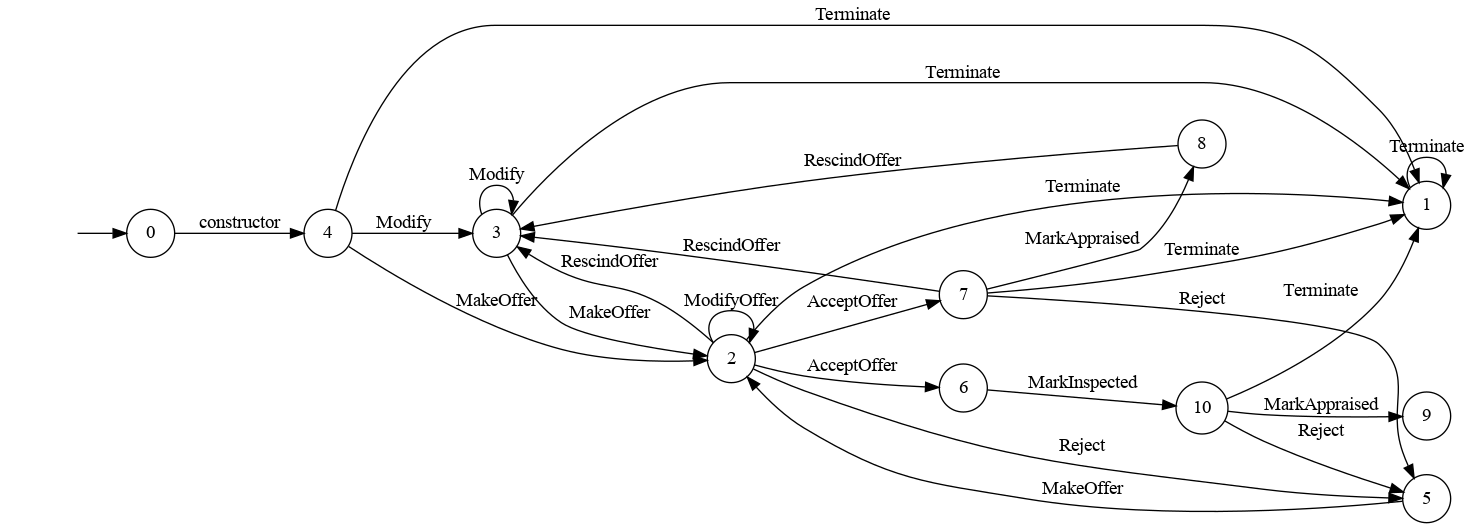 Terminate
Terminate
8
Terminate
RescindOffer
Modify
Terminate
1
constructor
Modify
0
4
3
MarkAppraised
RescindOffer
Terminate
RescindOffer
7
Terminate
Reject
MakeOffer
ModifyOffer
AcceptOffer
MakeOffer
2
AcceptOffer
6
MarkInspected
10
MarkAppraised
9
Reject
Reject
MakeOffer
5